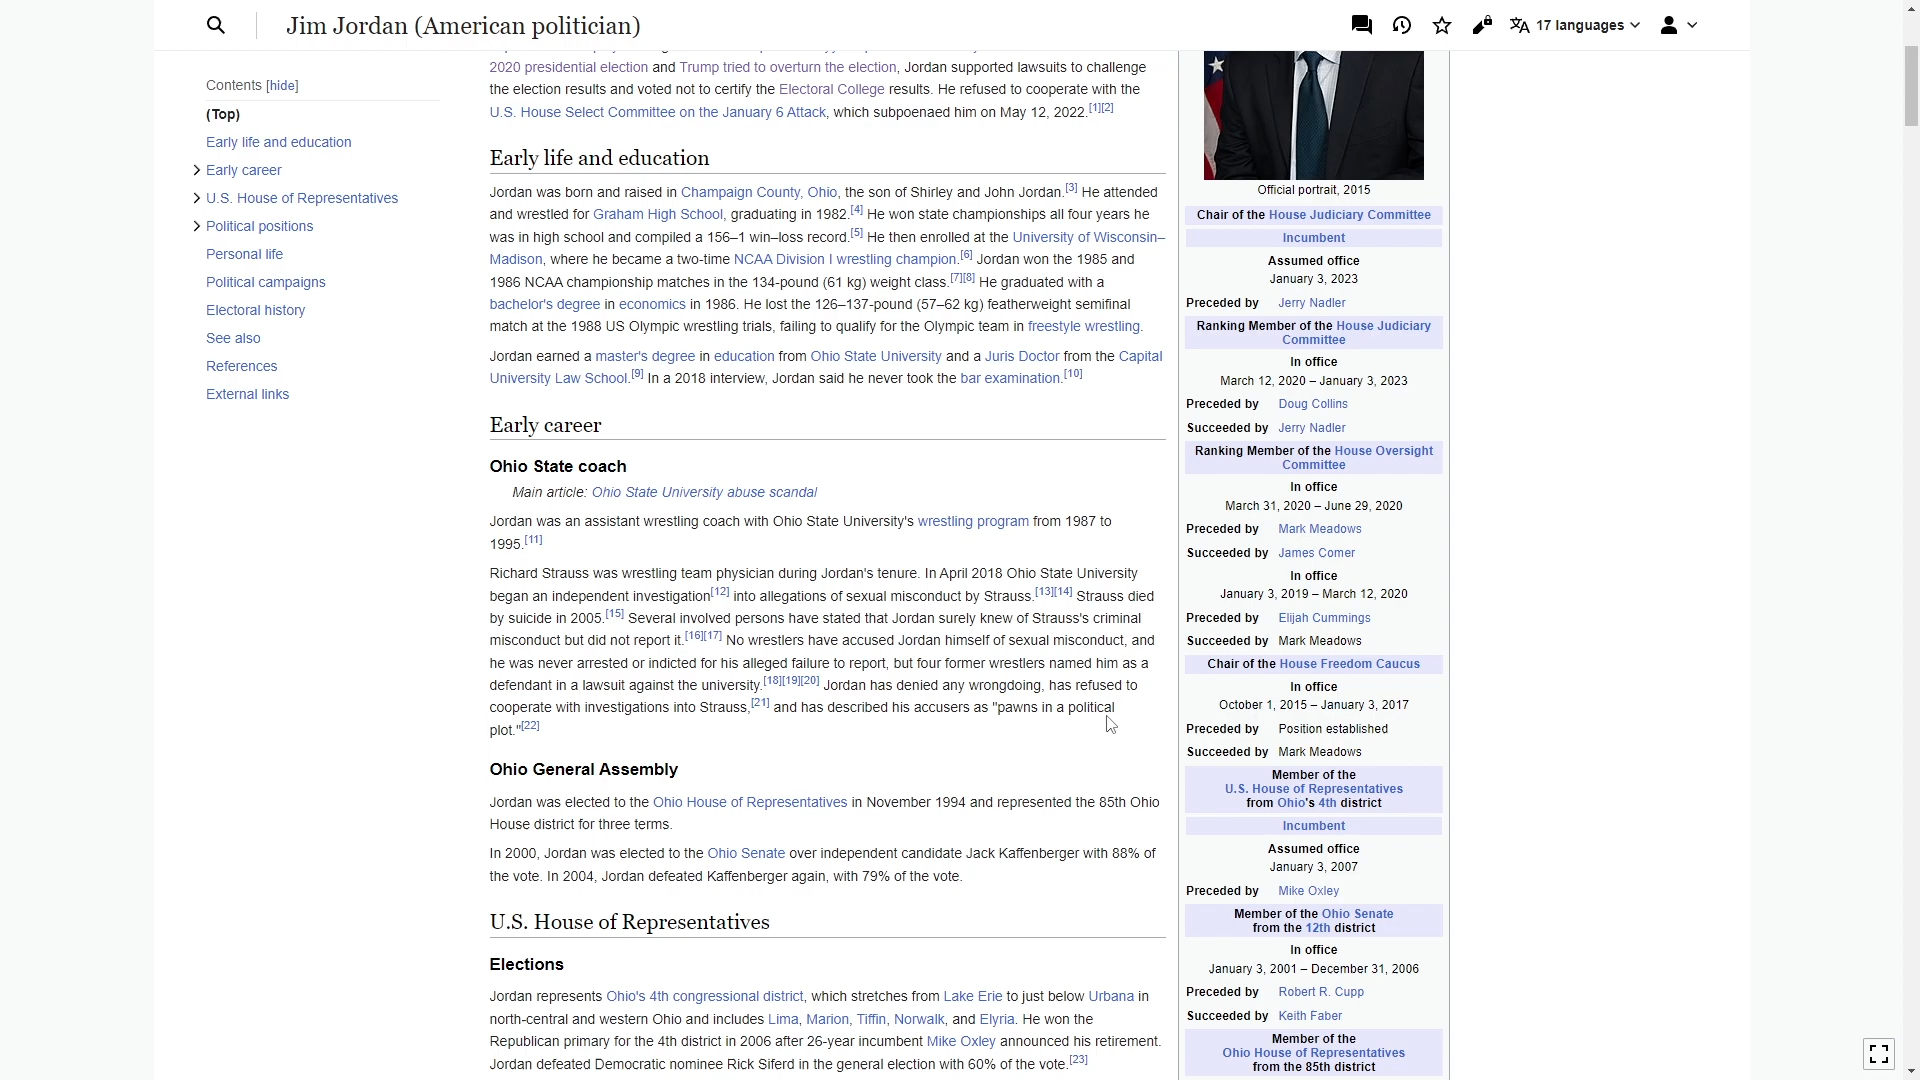 Jim Jordan (American politician)
17 languages
Contents [hide]
(Top)
Early life and education
Early career
U.S. House of Representatives
Political positions
Personal life
Political campaigns
Electoral history
See also
References
External links
2020 presidential election and Trump tried to overturn the election, Jordan supported lawsuits to challenge
the election results and voted not to certify the Electoral College results. He refused to cooperate with the
U.S. House Select Committee on the January 6 Attack, which subpoenaed him on May 12, 2022.[1][2]
Early life and education
Jordan was born and raised in Champaign County, Ohio, the son of Shirley and John Jordan.[3] He attended
and wrestled for Graham High School, graduating in 1982.[4] He won state championships all four years he
was in high school and compiled a 156–1 win–loss record.[5] He then enrolled at the University of Wisconsin–
Madison, where he became a two-time NCAA Division I wrestling champion.[6] Jordan won the 1985 and
1986 NCAA championship matches in the 134-pound (61 kg) weight class.[7][8] He graduated with a
bachelor's degree in economics in 1986. He lost the 126–137-pound (57–62 kg) featherweight semifinal
match at the 1988 US Olympic wrestling trials, failing to qualify for the Olympic team in freestyle wrestling.
Jordan earned a master's degree in education from Ohio State University and a Juris Doctor from the Capital
University Law School.[9] In a 2018 interview, Jordan said he never took the bar examination.[10]
Early career
Ohio State coach
Main article: Ohio State University abuse scandal
Jordan was an assistant wrestling coach with Ohio State University's wrestling program from 1987 to
1995.[11]
Richard Strauss was wrestling team physician during Jordan's tenure. In April 2018 Ohio State University
began an independent investigation[12] into allegations of sexual misconduct by Strauss.[13][14] Strauss died
by suicide in 2005.[15] Several involved persons have stated that Jordan surely knew of Strauss's criminal
misconduct but did not report it.[16][17] No wrestlers have accused Jordan himself of sexual misconduct, and
he was never arrested or indicted for his alleged failure to report, but four former wrestlers named him as a
defendant in a lawsuit against the university.[18][19][20] Jordan has denied any wrongdoing, has refused to
cooperate with investigations into Strauss,[21] and has described his accusers as "pawns in a political
plot."[22]
Ohio General Assembly
Jordan was elected to the Ohio House of Representatives in November 1994 and represented the 85th Ohio
House district for three terms.
In 2000, Jordan was elected to the Ohio Senate over independent candidate Jack Kaffenberger with 88% of
the vote. In 2004, Jordan defeated Kaffenberger again, with 79% of the vote.
U.S. House of Representatives
Elections
Jordan represents Ohio's 4th congressional district, which stretches from Lake Erie to just below Urbana in
north-central and western Ohio and includes Lima, Marion, Tiffin, Norwalk, and Elyria. He won the
Republican primary for the 4th district in 2006 after 26-year incumbent Mike Oxley announced his retirement.
Jordan defeated Democratic nominee Rick Siferd in the general election with 60% of the vote.[23]
Official portrait, 2015
Chair of the House Judiciary Committee
Incumbent
Assumed office
January 3, 2023
Preceded by Jerry Nadler
Ranking Member of the House Judiciary
Committee
In office
March 12, 2020 – January 3, 2023
Preceded by Doug Collins
Succeeded by Jerry Nadler
Ranking Member of the House Oversight
Committee
In office
March 31, 2020 – June 29, 2020
Preceded by Mark Meadows
Succeeded by James Comer
In office
January 3, 2019 – March 12, 2020
Preceded by Elijah Cummings
Succeeded by Mark Meadows
Chair of the House Freedom Caucus
In office
October 1, 2015 – January 3, 2017
Preceded by Position established
Succeeded by Mark Meadows
Member of the
U.S. House of Representatives
from Ohio's 4th district
Incumbent
Assumed office
January 3, 2007
Preceded by Mike Oxley
Member of the Ohio Senate
from the 12th district
In office
January 3, 2001 – December 31, 2006
Preceded by Robert R. Cupp
Succeeded by Keith Faber
Member of the
Ohio House of Representatives
from the 85th district